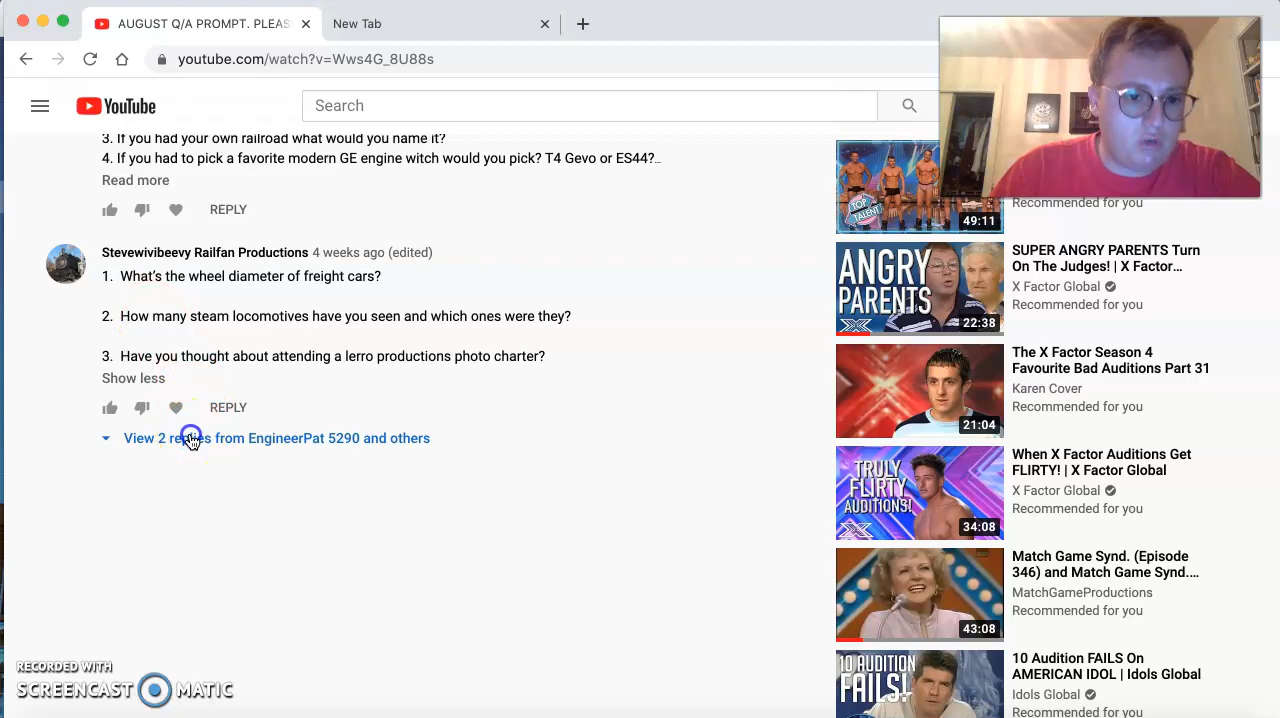 AUGUST Q/A PROMPT. PLEAS
New Tab
youtube.com/watch?v=Wws4G_8U88s
YouTube
Search
3. If you had your own railroad what would you name it?
4. If you had to pick a favorite modern GE engine witch would you pick? T4 Gevo or ES44?...
Read more
REPLY
Stevewivibeevy Railfan Productions 4 weeks ago (edited)
1. What's the wheel diameter of freight cars?
2. How many steam locomotives have you seen and which ones were they?
3. Have you thought about attending a lerro productions photo charter?
Show less
REPLY
View 2 replies from EngineerPat 5290 and others
TOP TALENT
49:11
Recommended for you
ANGRY PARENTS
22:38
SUPER ANGRY PARENTS Turn
On The Judges! | X Factor...
X Factor Global
Recommended for you
21:04
The X Factor Season 4
Favourite Bad Auditions Part 31
Karen Cover
Recommended for you
TRULY FLIRTY AUDITIONS!
34:08
When X Factor Auditions Get
FLIRTY! | X Factor Global
X Factor Global
Recommended for you
43:08
Match Game Synd. (Episode
346) and Match Game Synd....
MatchGameProductions
Recommended for you
10 AUDITION FAILS!
10 Audition FAILS On
AMERICAN IDOL | Idols Global
Idols Global
Recommended for you
RECORDED WITH
SCREENCAST MATIC